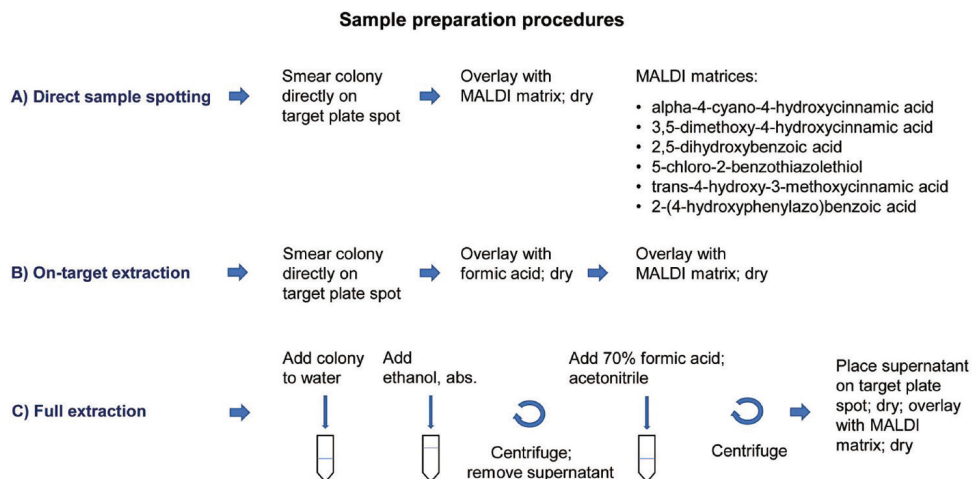 Sample preparation procedures
A) Direct sample spotting
Smear colony
directly on
target plate spot
Overlay with
MALDI matrix; dry
MALDI matrices:
• alpha-4-cyano-4-hydroxycinnamic acid
• 3,5-dimethoxy-4-hydroxycinnamic acid
• 2,5-dihydroxybenzoic acid
• 5-chloro-2-benzothiazolethiol
• trans-4-hydroxy-3-methoxycinnamic acid
• 2-(4-hydroxyphenylazo)benzoic acid
B) On-target extraction
Smear colony
directly on
target plate spot
Overlay with
formic acid; dry
Overlay with
MALDI matrix; dry
C) Full extraction
Add colony
to water
Add
ethanol, abs.
Centrifuge;
remove supernatant
Add 70% formic acid;
acetonitrile
Centrifuge
Place supernatant
on target plate
spot; dry; overlay
with MALDI
matrix; dry